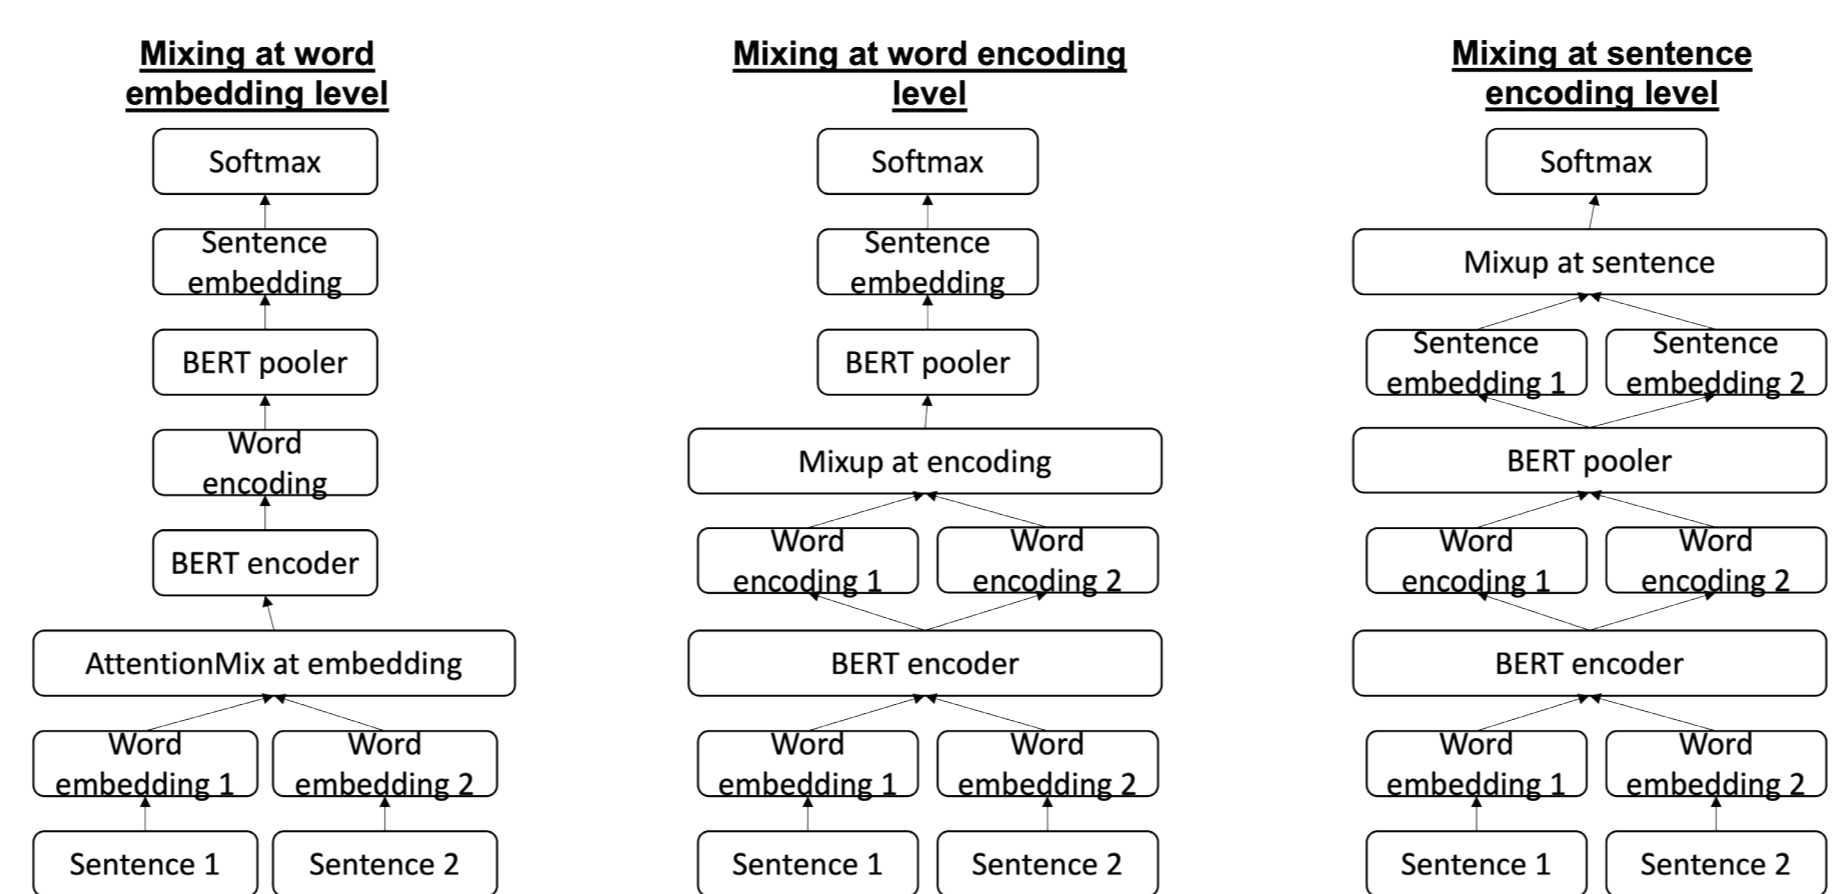 Mixing at word
embedding level
Softmax
Sentence
embedding
BERT pooler
Word
encoding
BERT encoder
AttentionMix at embedding
Word
embedding 1
Word
embedding 2
Sentence 1
Sentence 2
Mixing at word encoding
level
Softmax
Sentence
embedding
BERT pooler
Mixup at encoding
Word
encoding 1
Word
encoding 2
BERT encoder
Word
embedding 1
Word
embedding 2
Sentence 1
Sentence 2
Mixing at sentence
encoding level
Softmax
Mixup at sentence
Sentence
embedding 1
Sentence
embedding 2
BERT pooler
Word
encoding 1
Word
encoding 2
BERT encoder
Word
embedding 1
Word
embedding 2
Sentence 1
Sentence 2